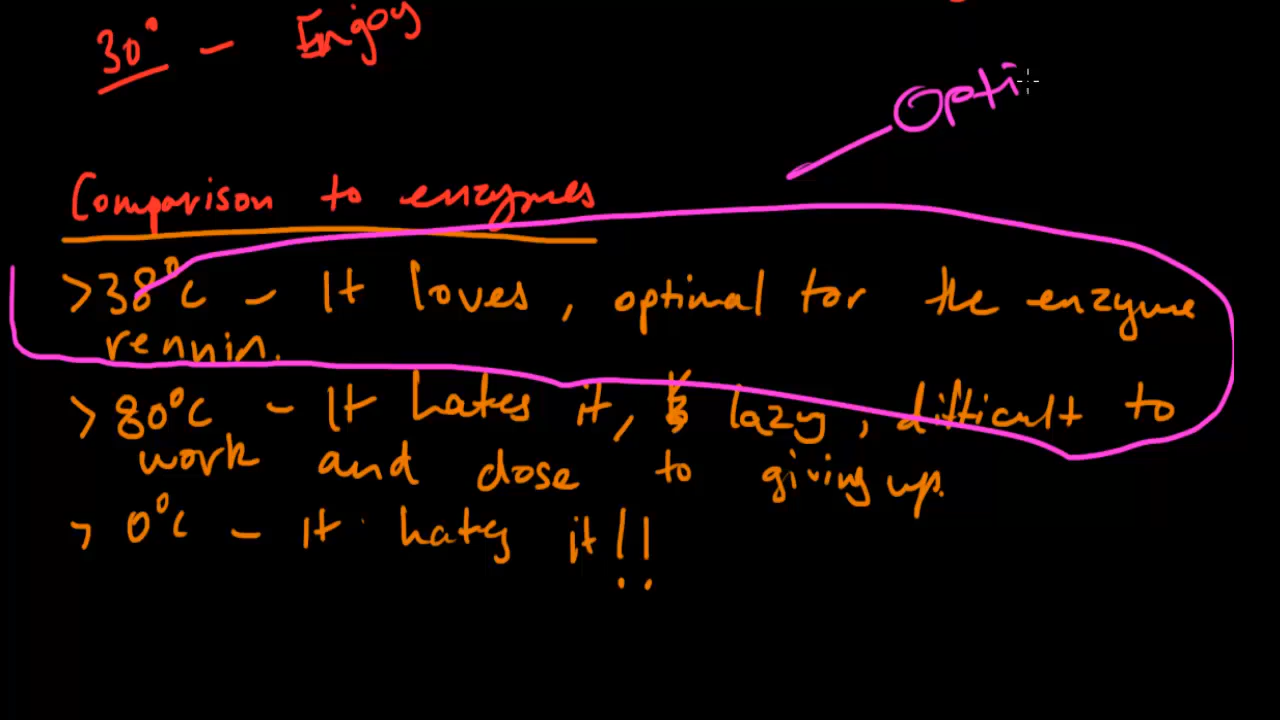 30° - Enjoy
Opti
Comparison to enzymes
>38°C - It loves, optimal for the enzyme
rennin.
>80°C - It hates it, lazy, difficult to
work and close to giving up.
> 0°C - It hates it!!